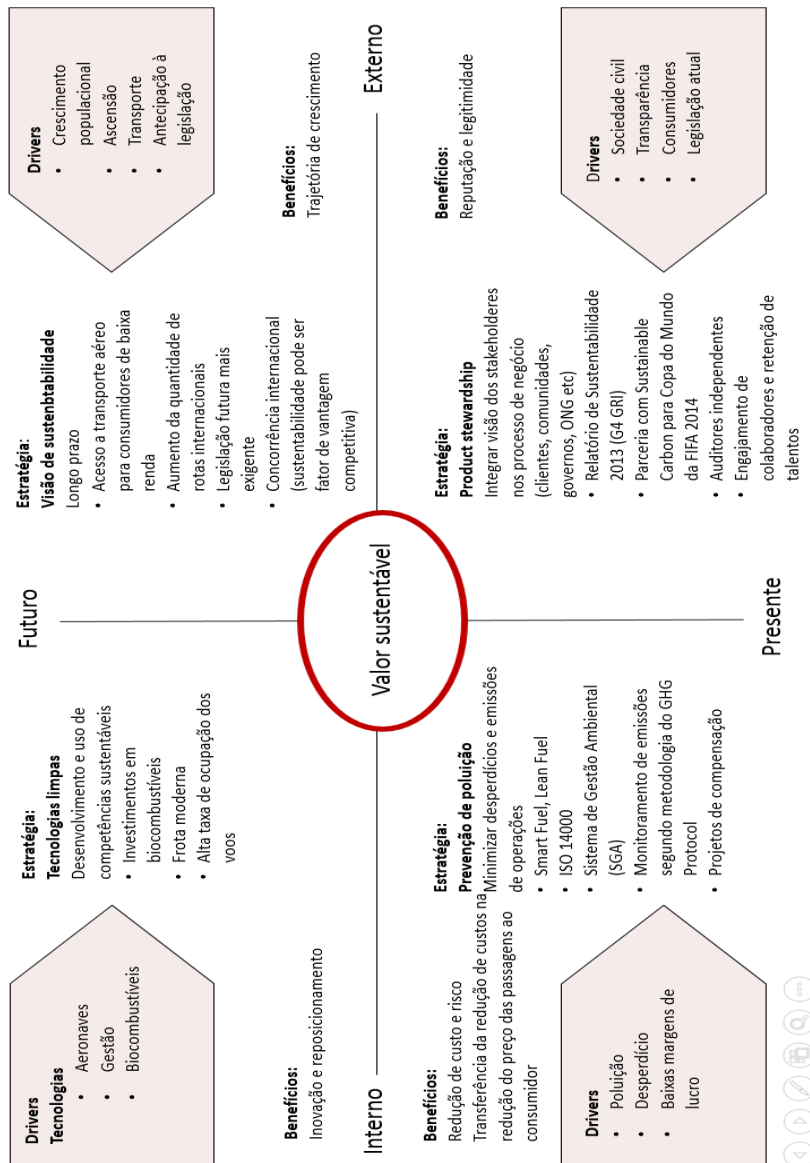 Futuro
Drivers
Tecnologias
• Aeronaves
• Gestão
• Biocombustíveis
Estratégia:
Tecnologias limpas
Desenvolvimento e uso de
competências sustentáveis
• Investimentos em
biocombustíveis
• Frota moderna
• Alta taxa de ocupação dos
voos
Estratégia:
Visão de sustenbtabilidade
Longo prazo
• Acesso a transporte aéreo
para consumidores de baixa
renda
• Aumento da quantidade de
rotas internacionais
• Legislação futura mais
exigente
• Concorrência internacional
(sustentabilidade pode ser
fator de vantagem
competitiva)
Drivers
• Crescimento
populacional
• Ascensão
• Transporte
• Antecipação à
legislação
Benefícios:
Inovação e reposicionamento
Benefícios:
Trajetória de crescimento
Interno
Valor sustentável
Externo
Benefícios:
Redução de custo e risco
Transferência da redução de custos na
redução do preço das passagens ao
consumidor
Estratégia:
Prevenção de poluição
Minimizar desperdícios e emissões
de operações
• Smart Fuel, Lean Fuel
• ISO 14000
• Sistema de Gestão Ambiental
(SGA)
• Monitoramento de emissões
segundo metodologia do GHG
Protocol
• Projetos de compensação
Estratégia:
Product stewardship
Integrar visão dos stakeholderes
nos processo de negócio
(clientes, comunidades,
governos, ONG etc)
• Relatório de Sustentabilidade
2013 (G4 GRI)
• Parceria com Sustainable
Carbon para Copa do Mundo
da FIFA 2014
• Auditores independentes
• Engajamento de
colaboradores e retenção de
talentos
Benefícios:
Reputação e legitimidade
Drivers
• Poluição
• Desperdício
• Baixas margens de
lucro
Drivers
• Sociedade civil
• Transparência
• Consumidores
• Legislação atual
Presente